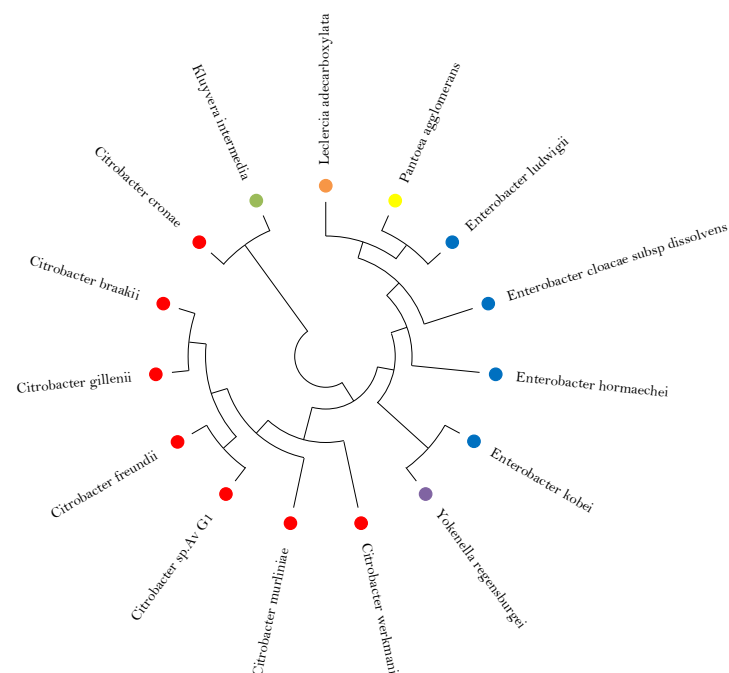 Leclercia adecarboxylata
Pantoea agglomerans
Enterobacter ludwigii
Enterobacter cloacae subsp dissolvens
Enterobacter hormaechei
Enterobacter kobei
Yokenella regensburgei
Citrobacter werkmani
Citrobacter murliniae
Citrobacter sp.Av G1
Citrobacter freundii
Citrobacter gillenii
Citrobacter braakii
Citrobacter cronae
Kluyvera intermedia